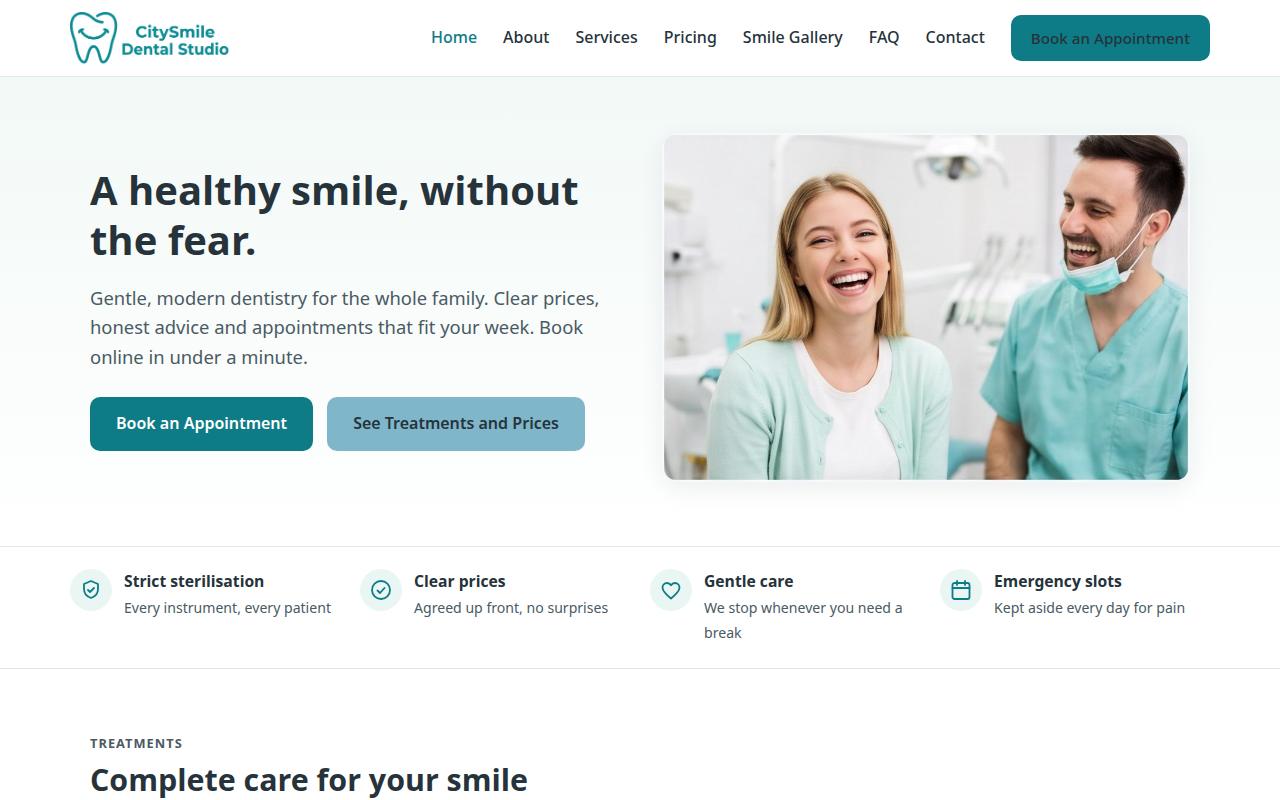 CitySmile
Dental Studio
Home About Services Pricing Smile Gallery FAQ Contact Book an Appointment
A healthy smile, without
the fear.
Gentle, modern dentistry for the whole family. Clear prices,
honest advice and appointments that fit your week. Book
online in under a minute.
Book an Appointment See Treatments and Prices
Strict sterilisation
Every instrument, every patient
Clear prices
Agreed up front, no surprises
Gentle care
We stop whenever you need a
break
Emergency slots
Kept aside every day for pain
TREATMENTS
Complete care for your smile